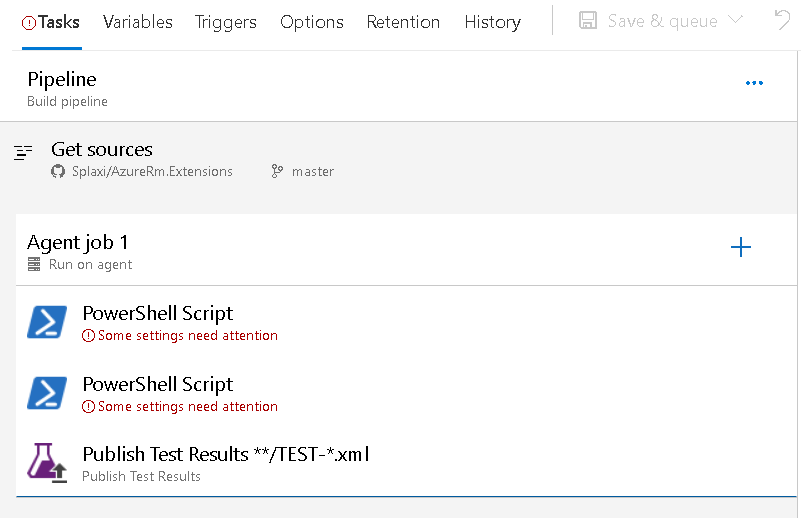 Tasks Variables Triggers Options Retention History Save & queue
Pipeline
Build pipeline
Get sources
Splaxi/AzureRm.Extensions master
Agent job 1
Run on agent
PowerShell Script
Some settings need attention
PowerShell Script
Some settings need attention
Publish Test Results **/TEST-*.xml
Publish Test Results